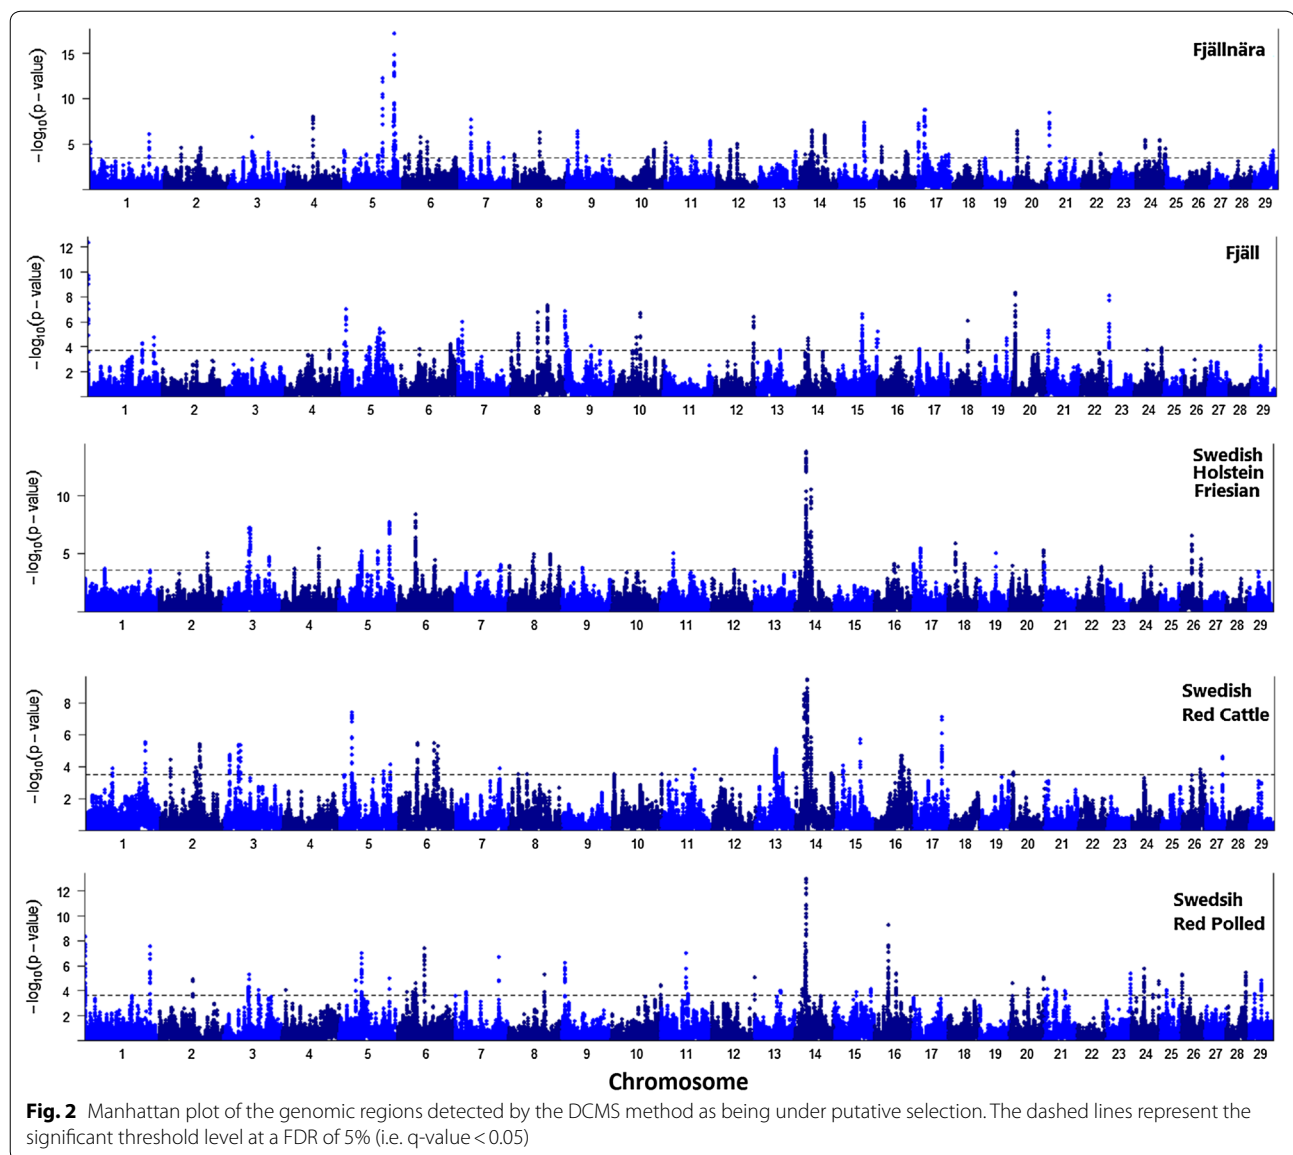 Fjällnära
−log₁₀(p − value)
15
10
5
1 2 3 4 5 6 7 8 9 10 11 12 13 14 15 16 17 18 19 20 21 22 23 24 25 26 27 28 29
Fjäll
−log₁₀(p − value)
12
10
8
6
4
2
1 2 3 4 5 6 7 8 9 10 11 12 13 14 15 16 17 18 19 20 21 22 23 24 25 26 27 28 29
Swedish
Holstein
Friesian
−log₁₀(p − value)
10
5
1 2 3 4 5 6 7 8 9 10 11 12 13 14 15 16 17 18 19 20 21 22 23 24 25 26 27 28 29
Swedish
Red Cattle
−log₁₀(p − value)
8
6
4
2
1 2 3 4 5 6 7 8 9 10 11 12 13 14 15 16 17 18 19 20 21 22 23 24 25 26 27 28 29
Swedsih
Red Polled
−log₁₀(p − value)
12
10
8
6
4
2
1 2 3 4 5 6 7 8 9 10 11 12 13 14 15 16 17 18 19 20 21 22 23 24 25 26 27 28 29
Chromosome
Fig. 2 Manhattan plot of the genomic regions detected by the DCMS method as being under putative selection. The dashed lines represent the
significant threshold level at a FDR of 5% (i.e. q-value < 0.05)